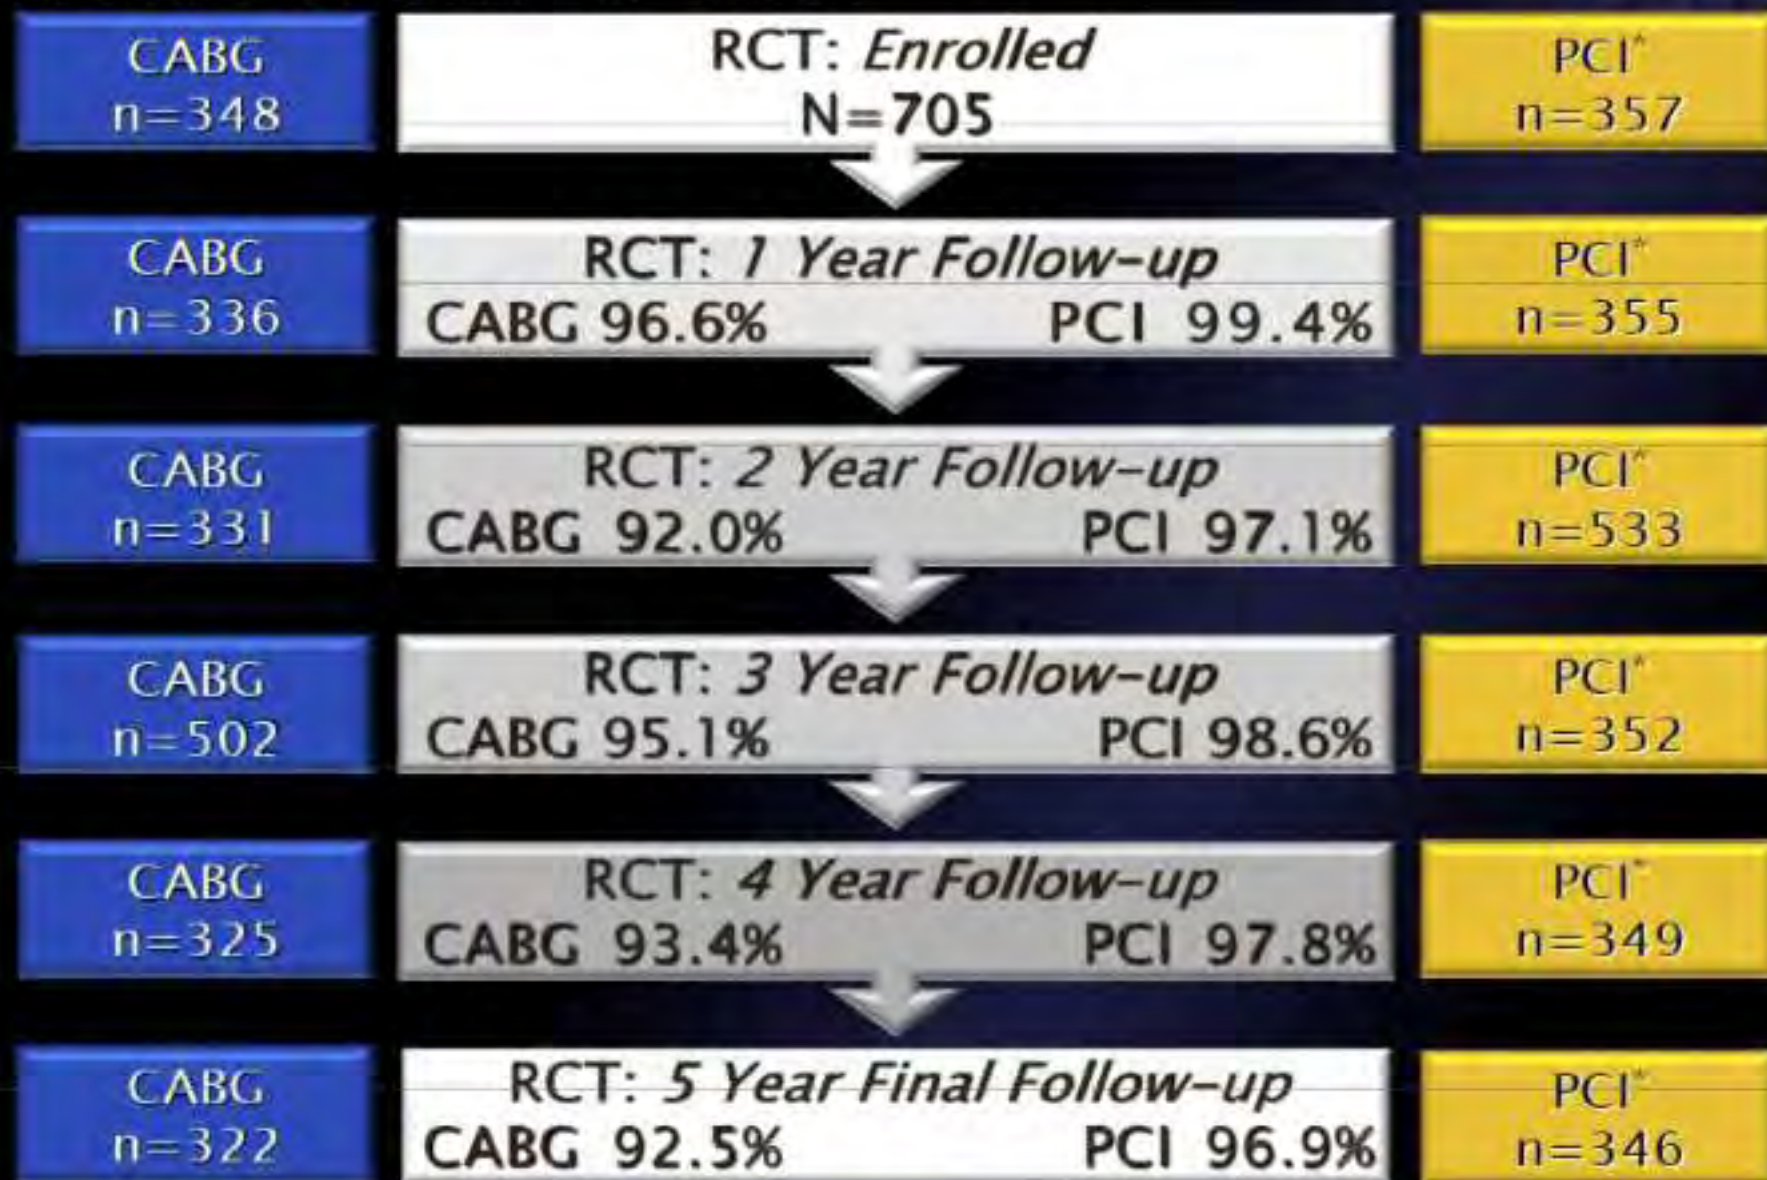 CABG
n=348
RCT: Enrolled
N=705
PCI*
n=357
CABG
n=336
RCT: 1 Year Follow-up
CABG 96.6% PCI 99.4%
PCI*
n=355
CABG
n=331
RCT: 2 Year Follow-up
CABG 92.0% PCI 97.1%
PCI*
n=533
CABG
n=502
RCT: 3 Year Follow-up
CABG 95.1% PCI 98.6%
PCI*
n=352
CABG
n=325
RCT: 4 Year Follow-up
CABG 93.4% PCI 97.8%
PCI*
n=349
CABG
n=322
RCT: 5 Year Final Follow-up
CABG 92.5% PCI 96.9%
PCI*
n=346